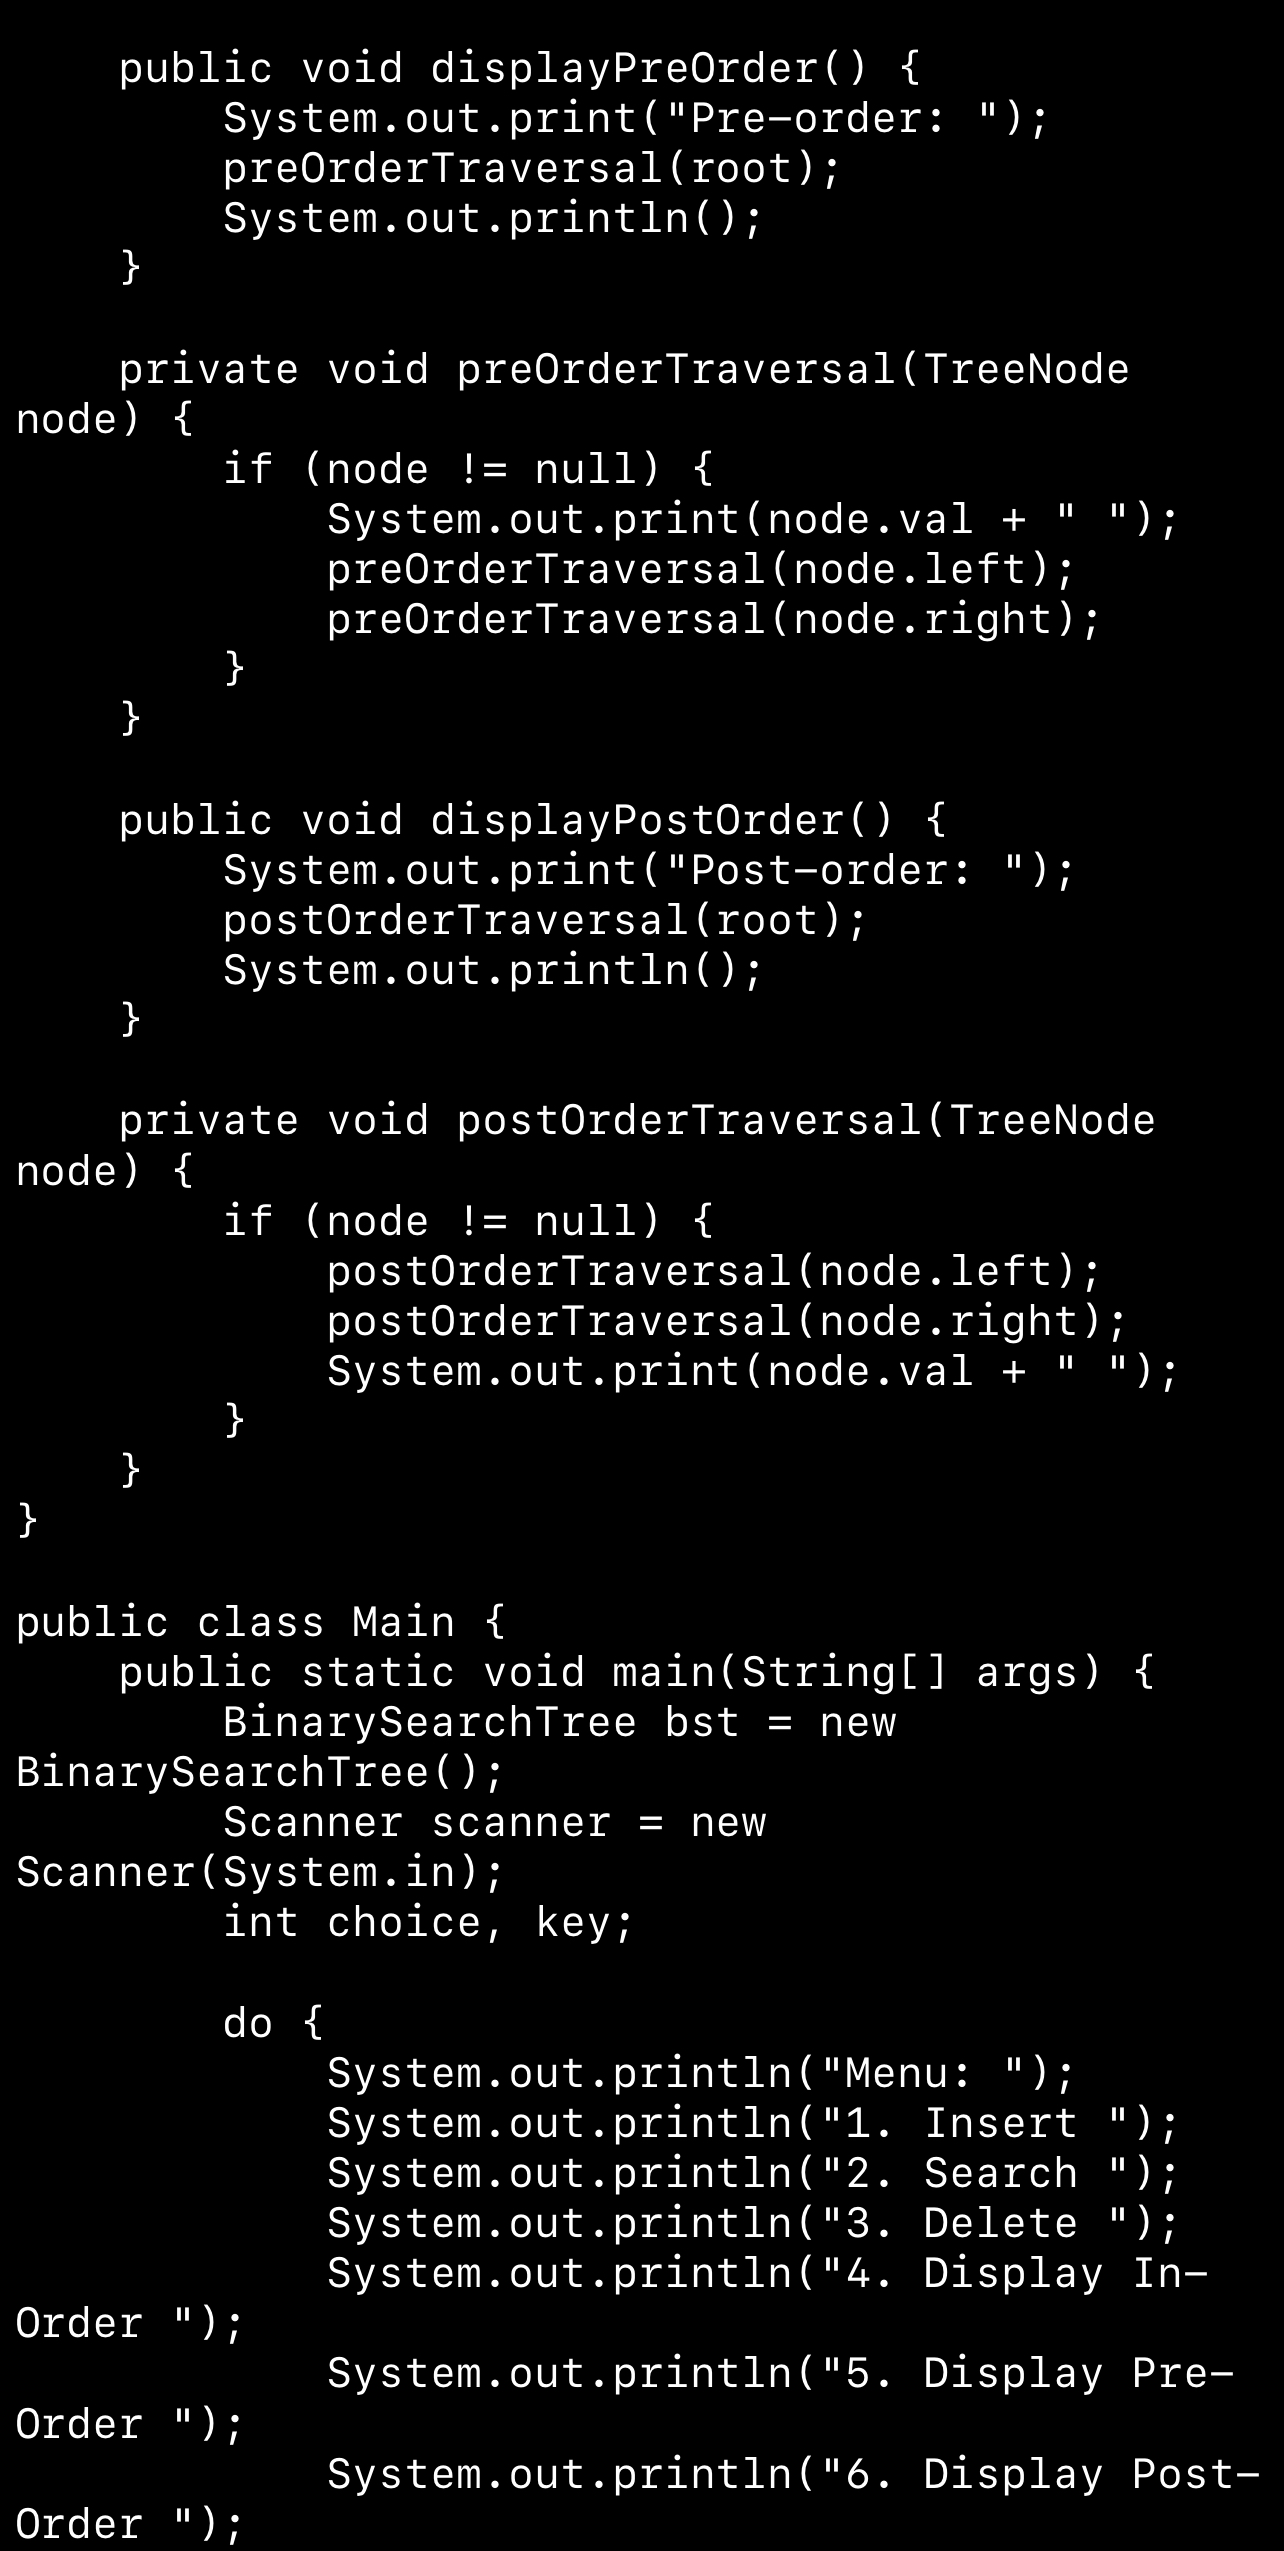 public void displayPreOrder() {
        System.out.print("Pre-order: ");
        preOrderTraversal(root);
        System.out.println();
    }

    private void preOrderTraversal(TreeNode
node) {
        if (node != null) {
            System.out.print(node.val + " ");
            preOrderTraversal(node.left);
            preOrderTraversal(node.right);
        }
    }

    public void displayPostOrder() {
        System.out.print("Post-order: ");
        postOrderTraversal(root);
        System.out.println();
    }

    private void postOrderTraversal(TreeNode
node) {
        if (node != null) {
            postOrderTraversal(node.left);
            postOrderTraversal(node.right);
            System.out.print(node.val + " ");
        }
    }
}

public class Main {
    public static void main(String[] args) {
        BinarySearchTree bst = new
BinarySearchTree();
        Scanner scanner = new
Scanner(System.in);
        int choice, key;

        do {
            System.out.println("Menu: ");
            System.out.println("1. Insert ");
            System.out.println("2. Search ");
            System.out.println("3. Delete ");
            System.out.println("4. Display In-
Order ");
            System.out.println("5. Display Pre-
Order ");
            System.out.println("6. Display Post-
Order ");